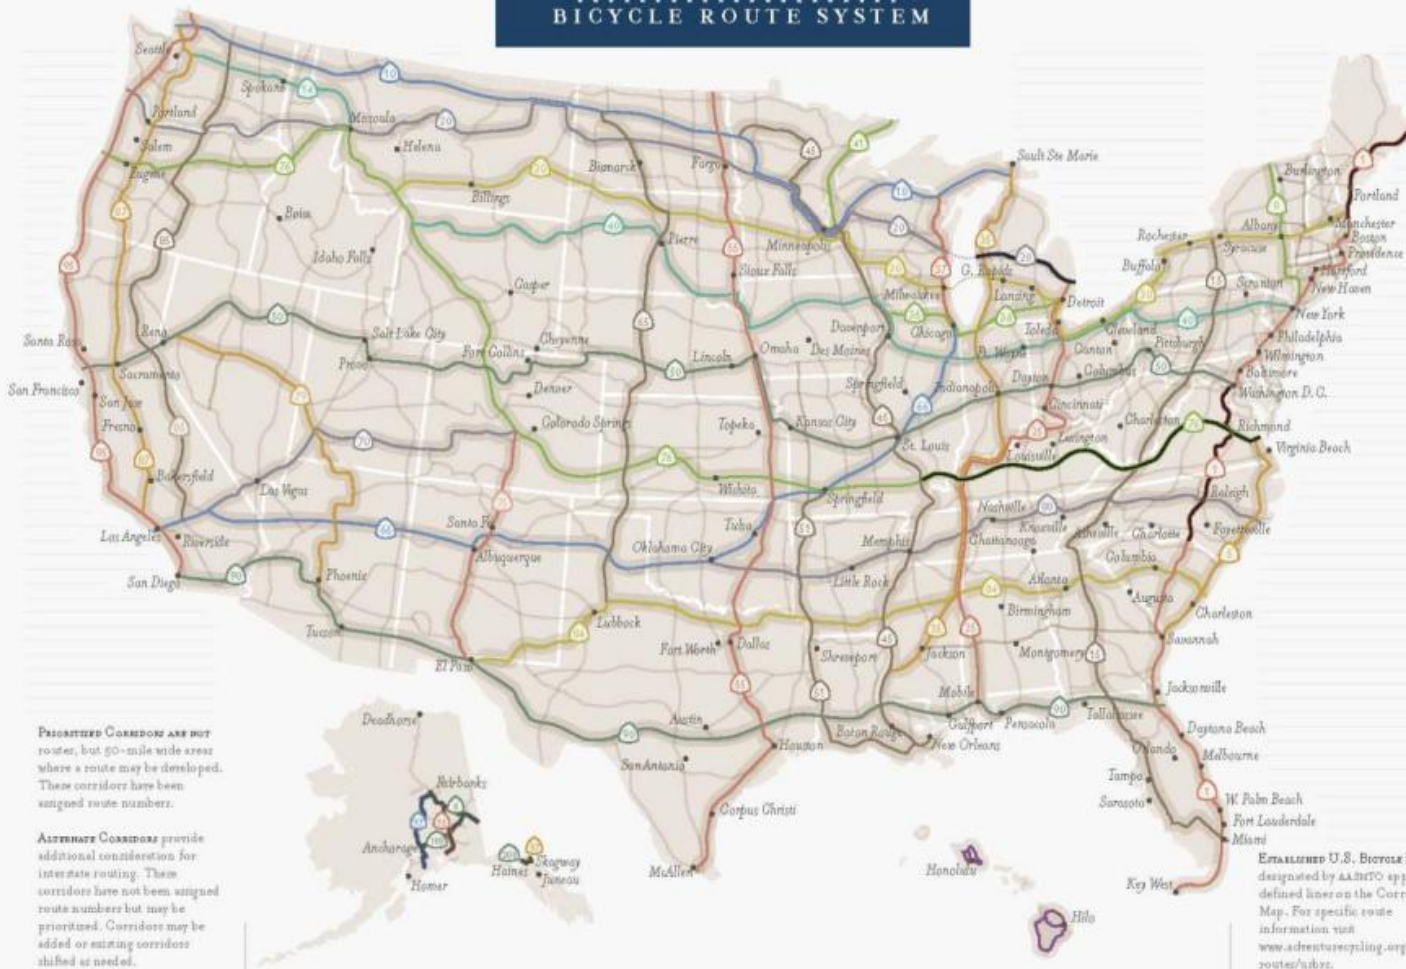 BICYCLE ROUTE SYSTEM
Seattle
Spokane
Portland
Salem
Eugene
Missoula
Helena
Billings
Boise
Idaho Falls
Casper
Bismarck
Fargo
Pierre
Sioux Falls
Minneapolis
Sault Ste Marie
G. Rapids
Lansing
Milwaukee
Detroit
Chicago
Toledo
Cleveland
Burlington
Portland
Manchester
Boston
Providence
Hartford
New Haven
Albany
Rochester
Syracuse
Buffalo
Scranton
New York
Philadelphia
Wilmington
Baltimore
Washington D.C.
Richmond
Virginia Beach
Santa Rosa
San Francisco
Sacramento
San Jose
Fresno
Bakersfield
Reno
Salt Lake City
Provo
Fort Collins
Cheyenne
Denver
Colorado Springs
Lincoln
Omaha
Des Moines
Davenport
Springfield
Topeka
Kansas City
St. Louis
Indianapolis
Ft. Wayne
Dayton
Canton
Columbus
Pittsburgh
Cincinnati
Charleston
Louisville
Lexington
Las Vegas
Los Angeles
Riverside
San Diego
Phoenix
Tucson
Santa Fe
Albuquerque
El Paso
Lubbock
Wichita
Tulsa
Oklahoma City
Springfield
Little Rock
Memphis
Nashville
Knoxville
Chattanooga
Asheville
Charlotte
Raleigh
Fayetteville
Columbia
Atlanta
Augusta
Charleston
Savannah
Birmingham
Montgomery
Jackson
Shreveport
Fort Worth
Dallas
Austin
San Antonio
Houston
Corpus Christi
McAllen
Baton Rouge
New Orleans
Gulfport
Mobile
Pensacola
Tallahassee
Jacksonville
Daytona Beach
Orlando
Melbourne
Tampa
Sarasota
W. Palm Beach
Fort Lauderdale
Miami
Key West
Deadhorse
Fairbanks
Anchorage
Homer
Haines
Skagway
Juneau
Honolulu
Hilo
PRIORITIZED CORRIDORS ARE NOT
routes, but 50-mile wide areas
where a route may be developed.
These corridors have been
assigned route numbers.
ALTERNATE CORRIDORS provide
additional consideration for
interstate routing. These
corridors have not been assigned
route numbers but may be
prioritized. Corridors may be
added or existing corridors
shifted as needed.
ESTABLISHED U.S. BICYCLE
designated by AASHTO app
defined lines on the Corr
Map. For specific route
information visit
www.adventurecycling.org
routes/usbrs.